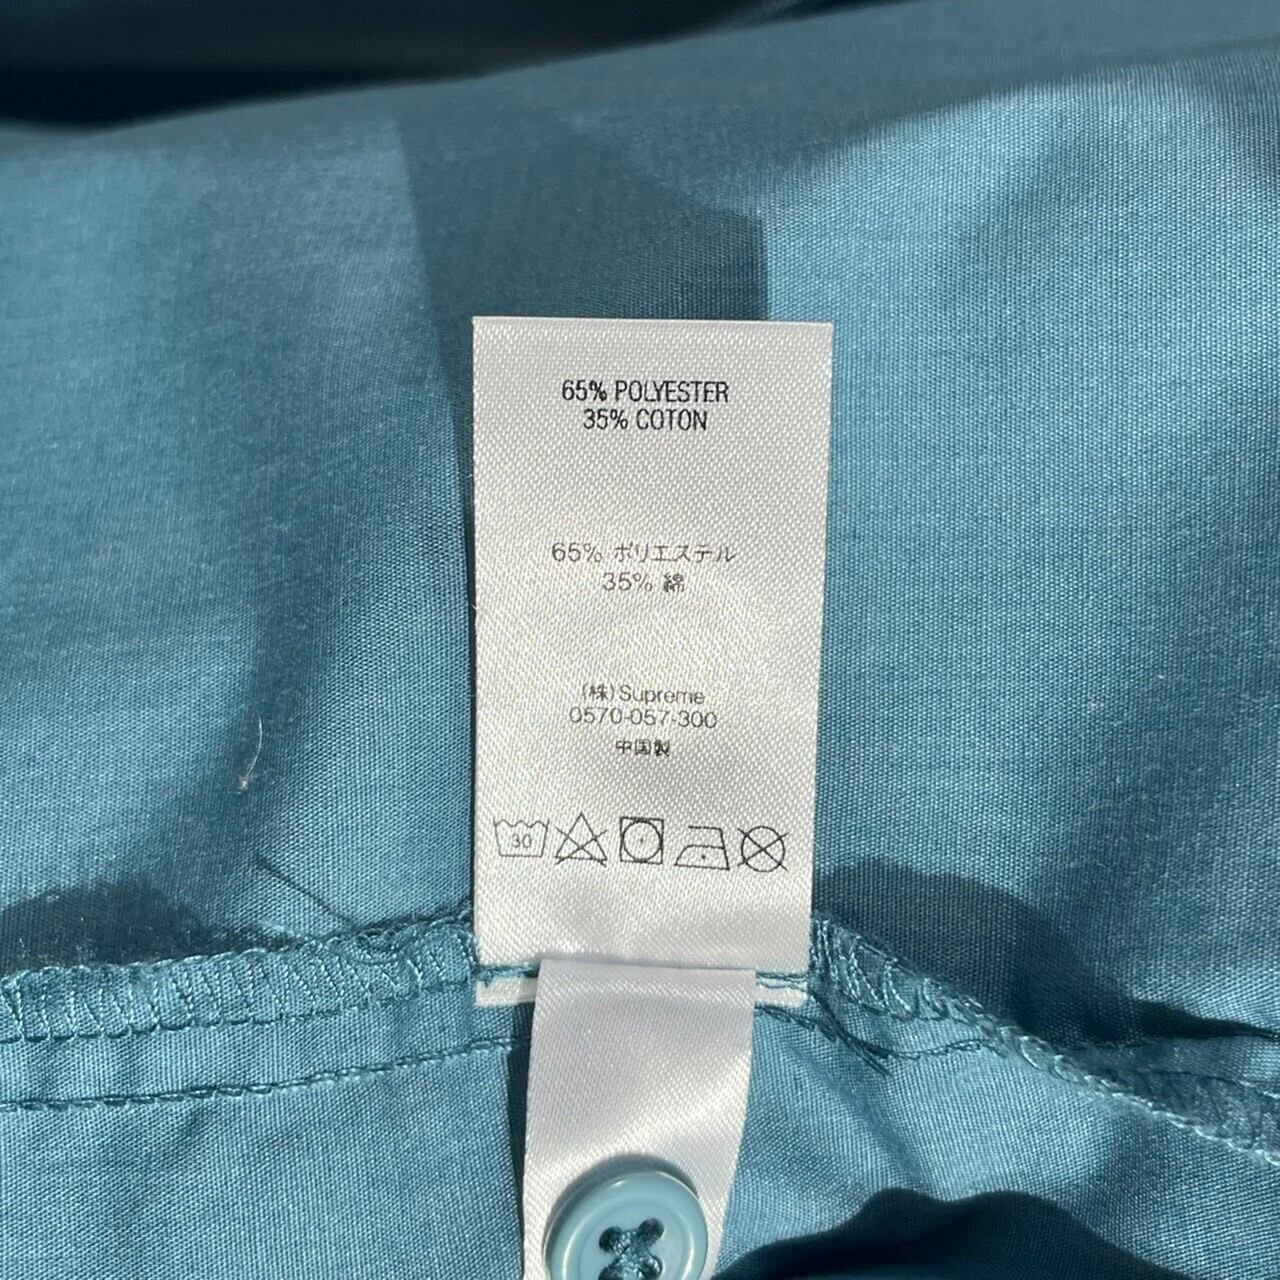 65% POLYESTER
35% COTON
65% ポリエステル
35% 綿
(株)Supreme
0570-057-300
中国製
30